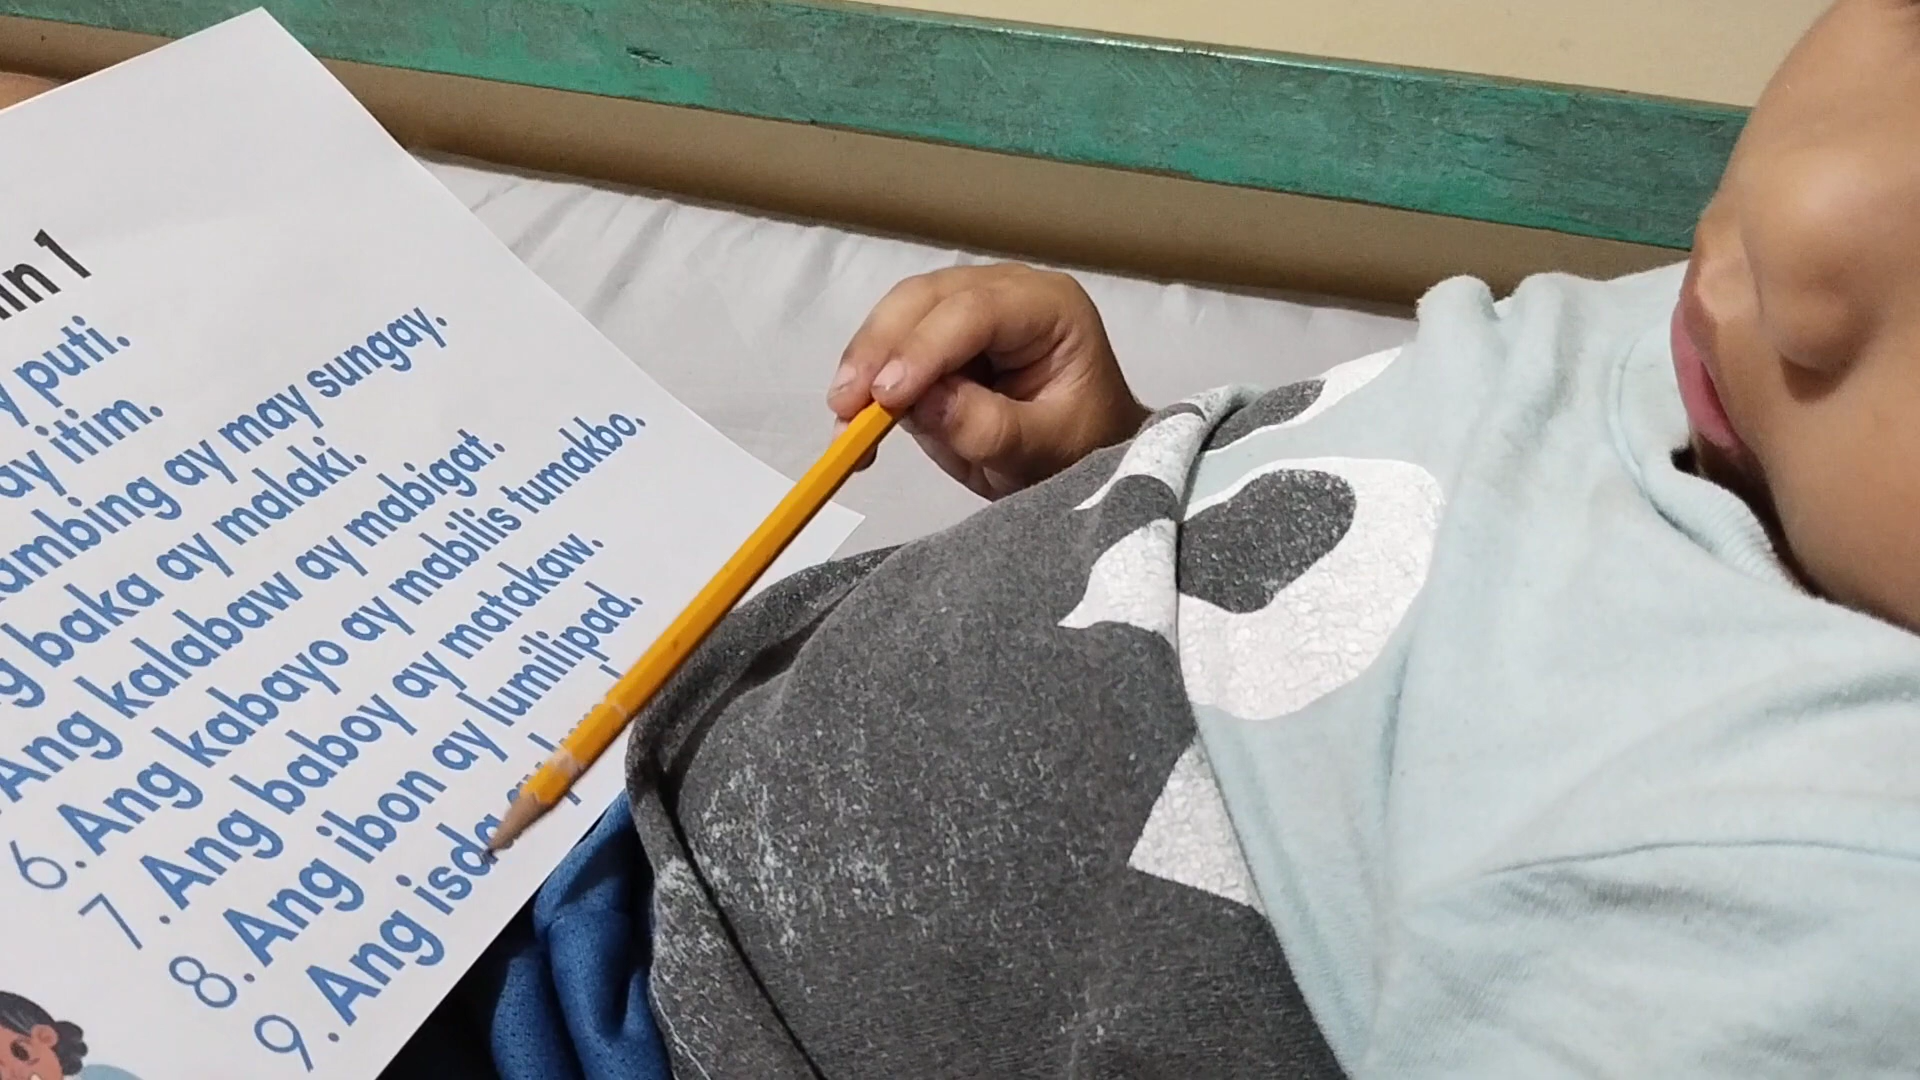 in 1
y puti.
ay itim.
ambing ay may sungay.
g baka ay malaki.
Ang kalabaw ay mabigat.
6. Ang kabayo ay mabilis tumakbo.
7. Ang baboy ay matakaw.
8. Ang ibon ay lumilipad.
9. Ang isda